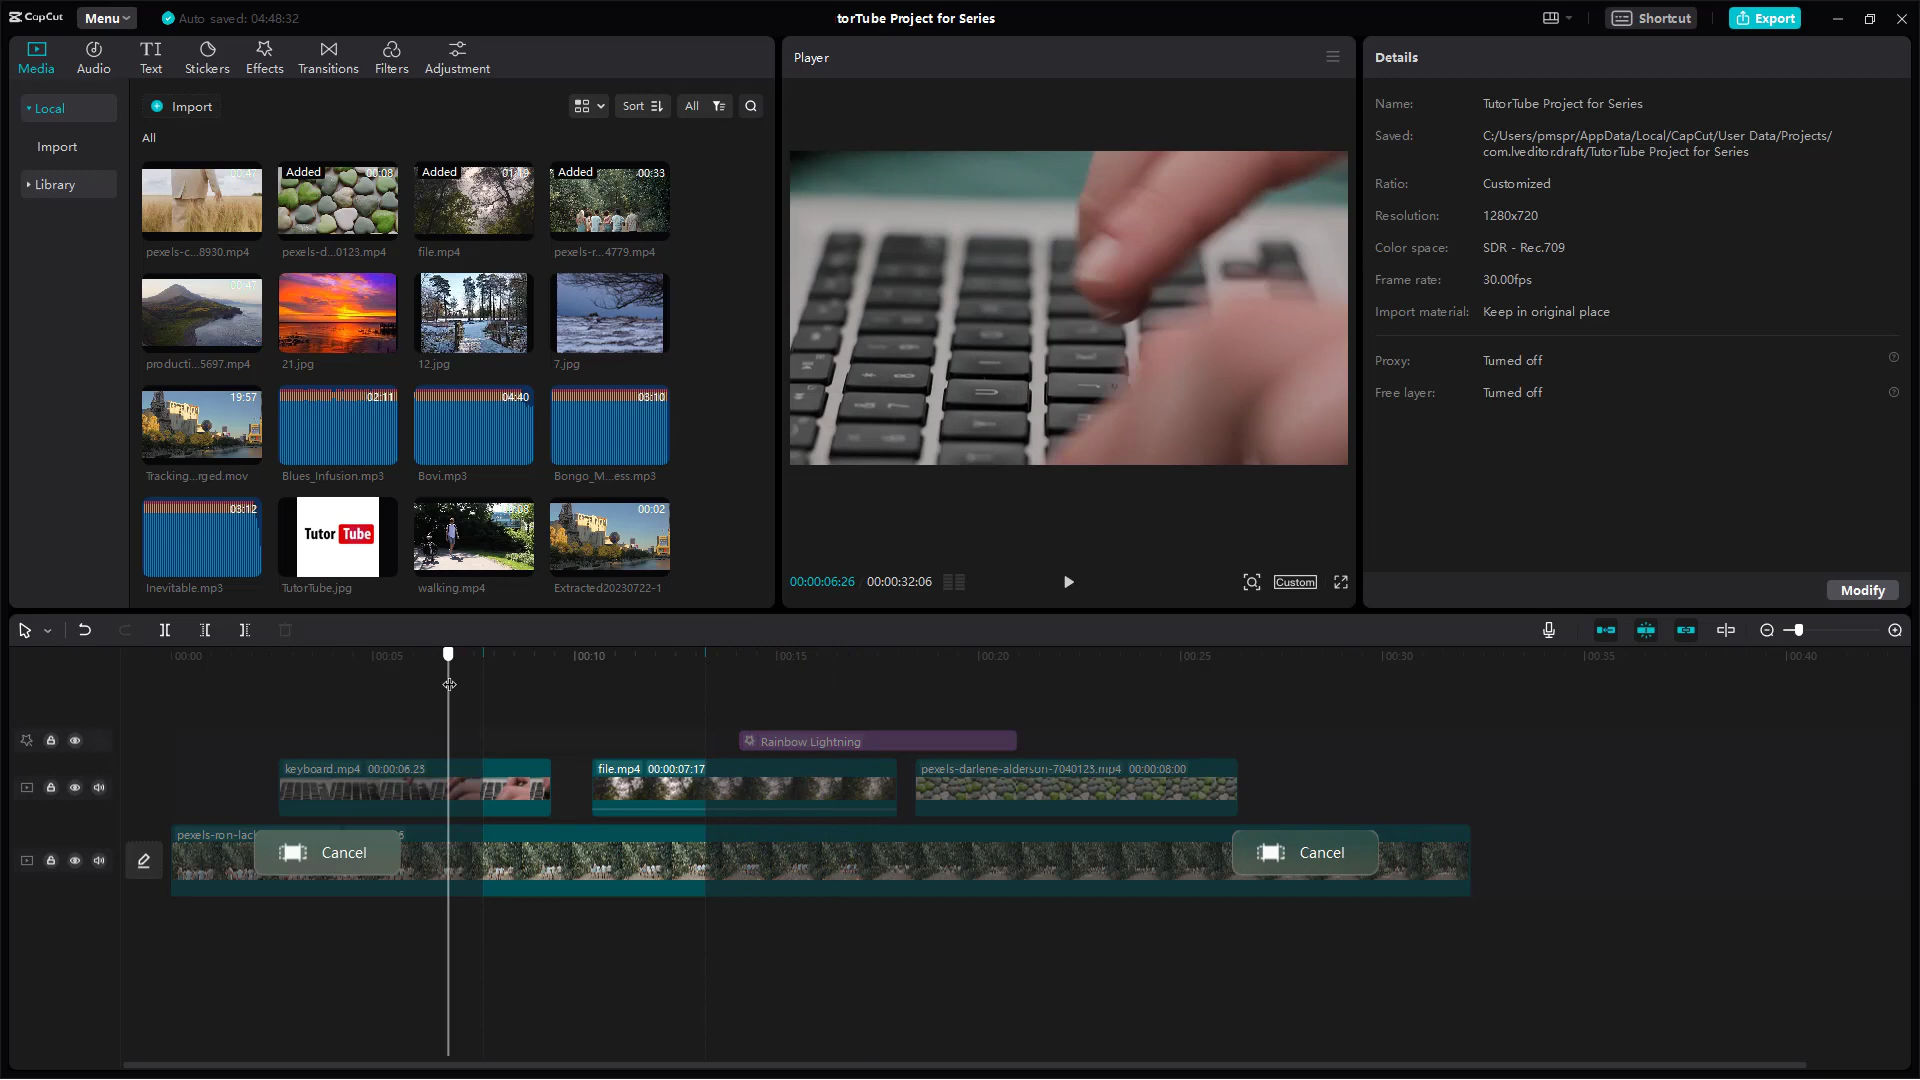 CapCut
Menu
Auto saved: 04:48:32
torTube Project for Series
Shortcut
Export
Media
Audio
TI
Text
Stickers
Effects
Transitions
Filters
Adjustment
Local
Import
Library
Import
Sort
All
All
00:47
pexels-c...8930.mp4
Added
00:08
pexels-d...0123.mp4
Added
01:19
file.mp4
Added
00:33
pexels-r...4779.mp4
00:47
producti...5697.mp4
21.jpg
12.jpg
7.jpg
19:57
Tracking...rged.mov
02:11
Blues_Infusion.mp3
04:40
Bovi.mp3
03:10
Bongo_M...ess.mp3
03:12
Inevitable.mp3
Tutor Tube
TutorTube.jpg
walking.mp4
00:02
Extracted20230722-1
Player
00:00:06:26
00:00:32:06
Custom
Details
Name: TutorTube Project for Series
Saved: C:/Users/pmspr/AppData/Local/CapCut/User Data/Projects/
com.lveditor.draft/TutorTube Project for Series
Ratio: Customized
Resolution: 1280x720
Color space: SDR - Rec.709
Frame rate: 30.00fps
Import material: Keep in original place
Proxy: Turned off
Free layer: Turned off
Modify
00:00
00:05
00:10
00:15
00:20
00:25
00:30
00:35
00:40
Rainbow Lightning
keyboard.mp4 00:00:06:23
file.mp4 00:00:07:17
pexels-darlene-alderson-7040123.mp4 00:00:08:00
pexels-ron-lac
6
Cancel
Cancel